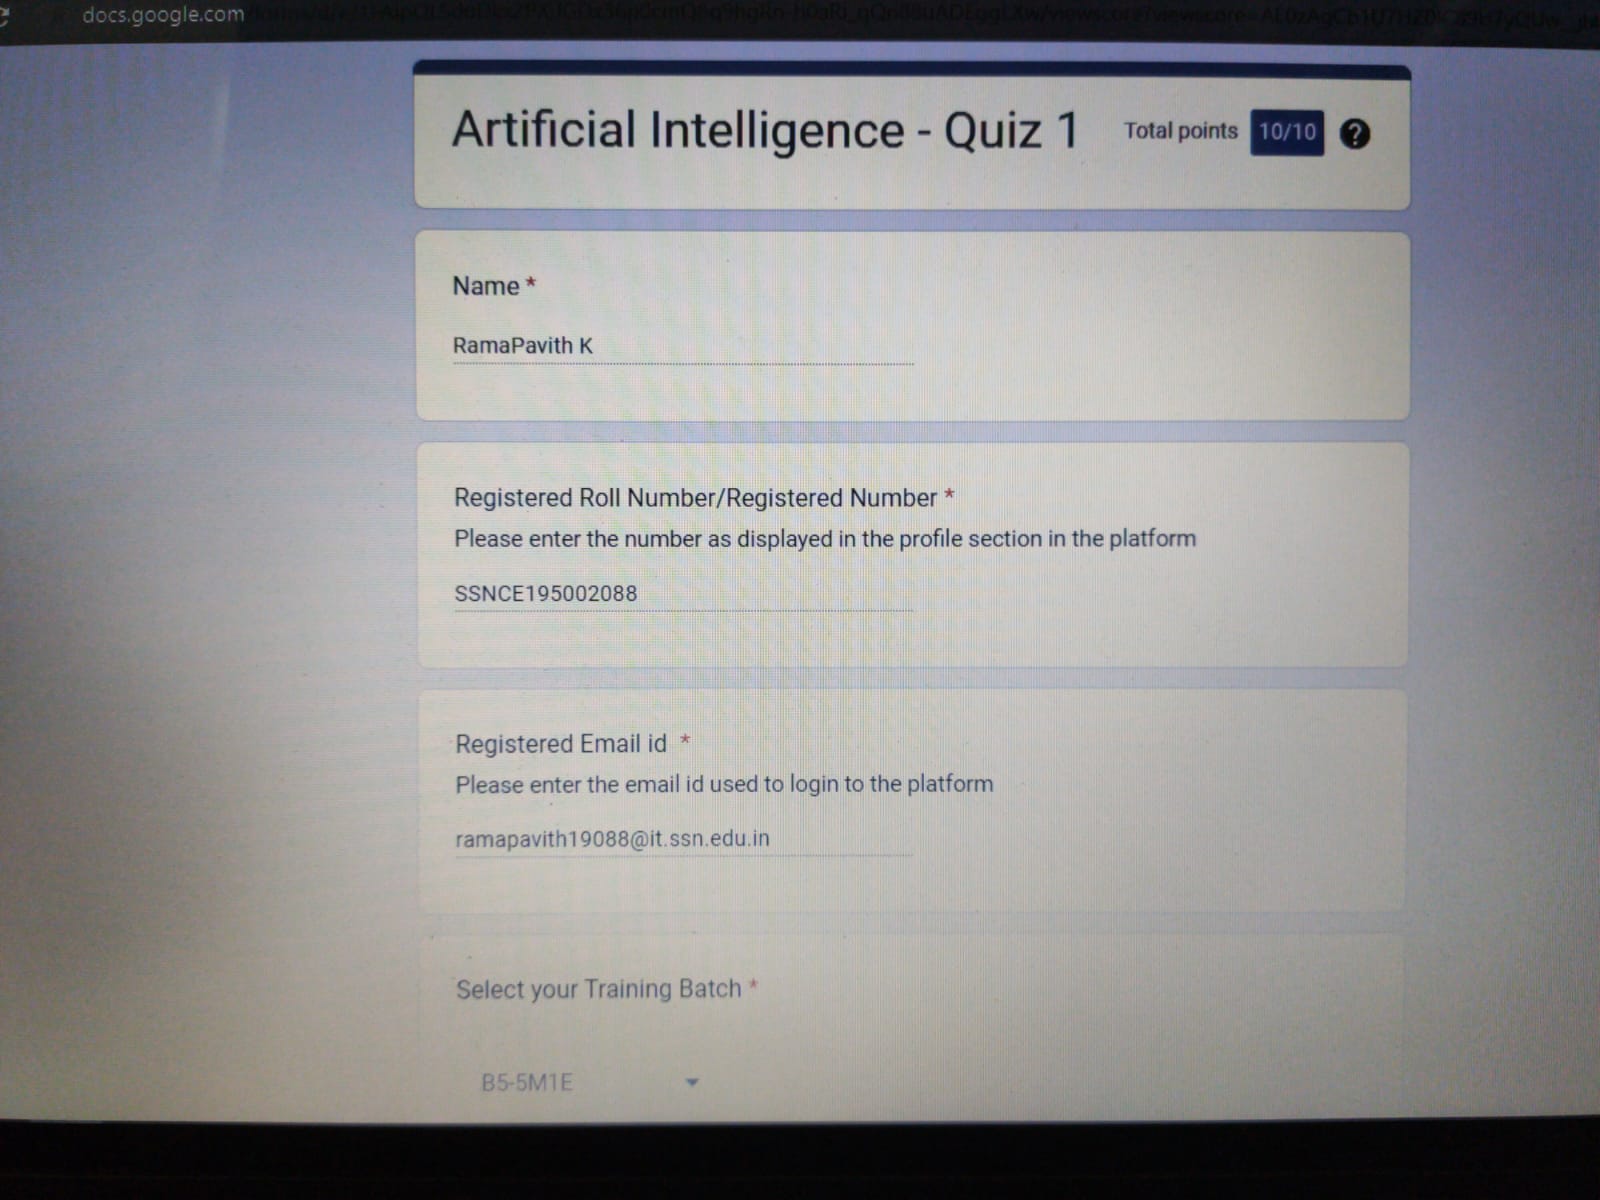 docs.google.com
Artificial Intelligence - Quiz 1
Total points 10/10
Name *
RamaPavith K
Registered Roll Number/Registered Number *
Please enter the number as displayed in the profile section in the platform
SSNCE195002088
Registered Email id *
Please enter the email id used to login to the platform
ramapavith19088@it.ssn.edu.in
Select your Training Batch *
B5-5M1E